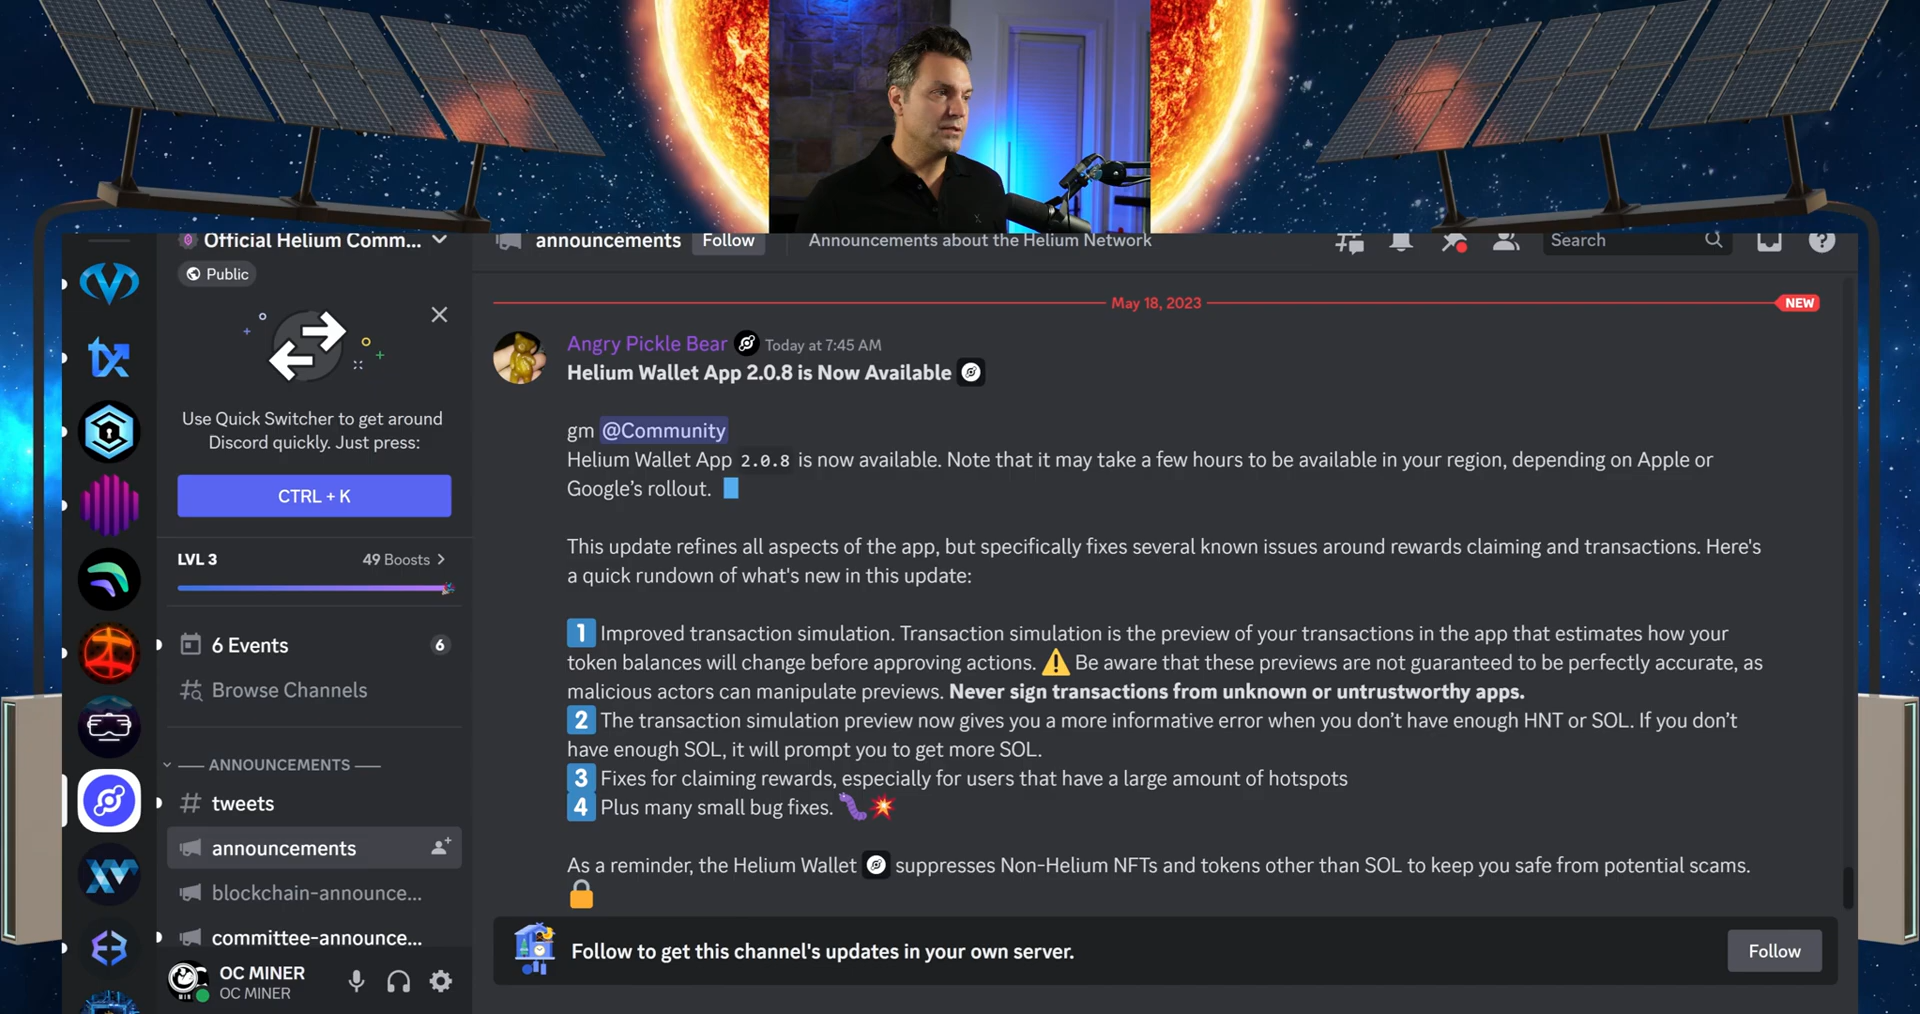 Official Helium Comm...
Public
Use Quick Switcher to get around
Discord quickly. Just press:
CTRL + K
LVL 3
49 Boosts
6 Events
6
Browse Channels
ANNOUNCEMENTS
tweets
announcements
blockchain-announce...
committee-announce...
OC MINER
OC MINER
announcements
Follow
Announcements about the Helium Network
Search
May 18, 2023
NEW
Angry Pickle Bear Today at 7:45 AM
Helium Wallet App 2.0.8 is Now Available
gm @Community
Helium Wallet App 2.0.8 is now available. Note that it may take a few hours to be available in your region, depending on Apple or
Google's rollout.
This update refines all aspects of the app, but specifically fixes several known issues around rewards claiming and transactions. Here's
a quick rundown of what's new in this update:
1 Improved transaction simulation. Transaction simulation is the preview of your transactions in the app that estimates how your
token balances will change before approving actions. ⚠️ Be aware that these previews are not guaranteed to be perfectly accurate, as
malicious actors can manipulate previews. Never sign transactions from unknown or untrustworthy apps.
2 The transaction simulation preview now gives you a more informative error when you don't have enough HNT or SOL. If you don't
have enough SOL, it will prompt you to get more SOL.
3 Fixes for claiming rewards, especially for users that have a large amount of hotspots
4 Plus many small bug fixes.
As a reminder, the Helium Wallet suppresses Non-Helium NFTs and tokens other than SOL to keep you safe from potential scams.
Follow to get this channel's updates in your own server.
Follow